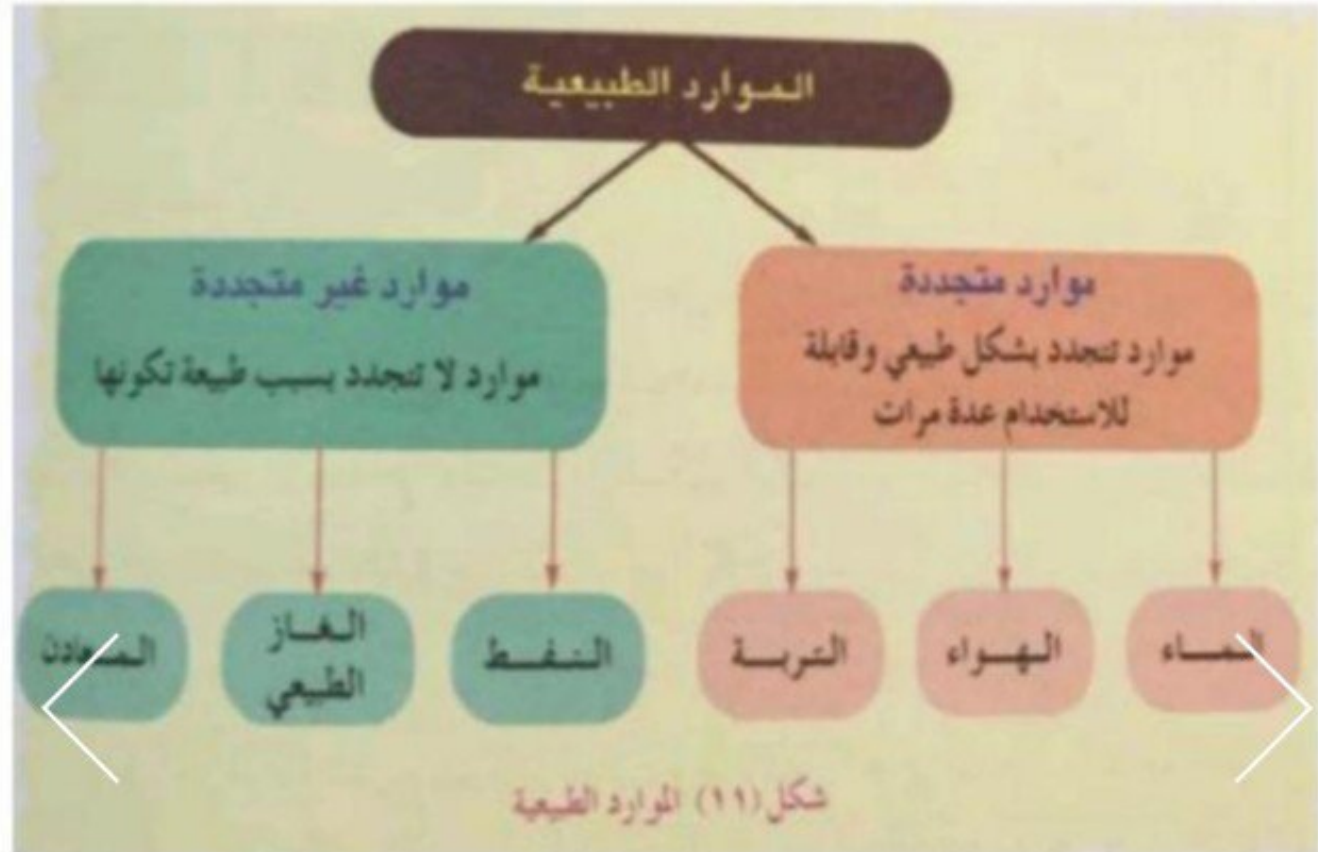 الموارد الطبيعية
موارد متجددة
موارد تتجدد بشكل طبيعي وقابلة
للاستخدام عدة مرات
موارد غير متجددة
موارد لا تتجدد بسبب طبيعة تكونها
الماء
الهواء
التربة
النفط
الغاز
الطبيعي
المعادن
شكل (١١) الموارد الطبيعية